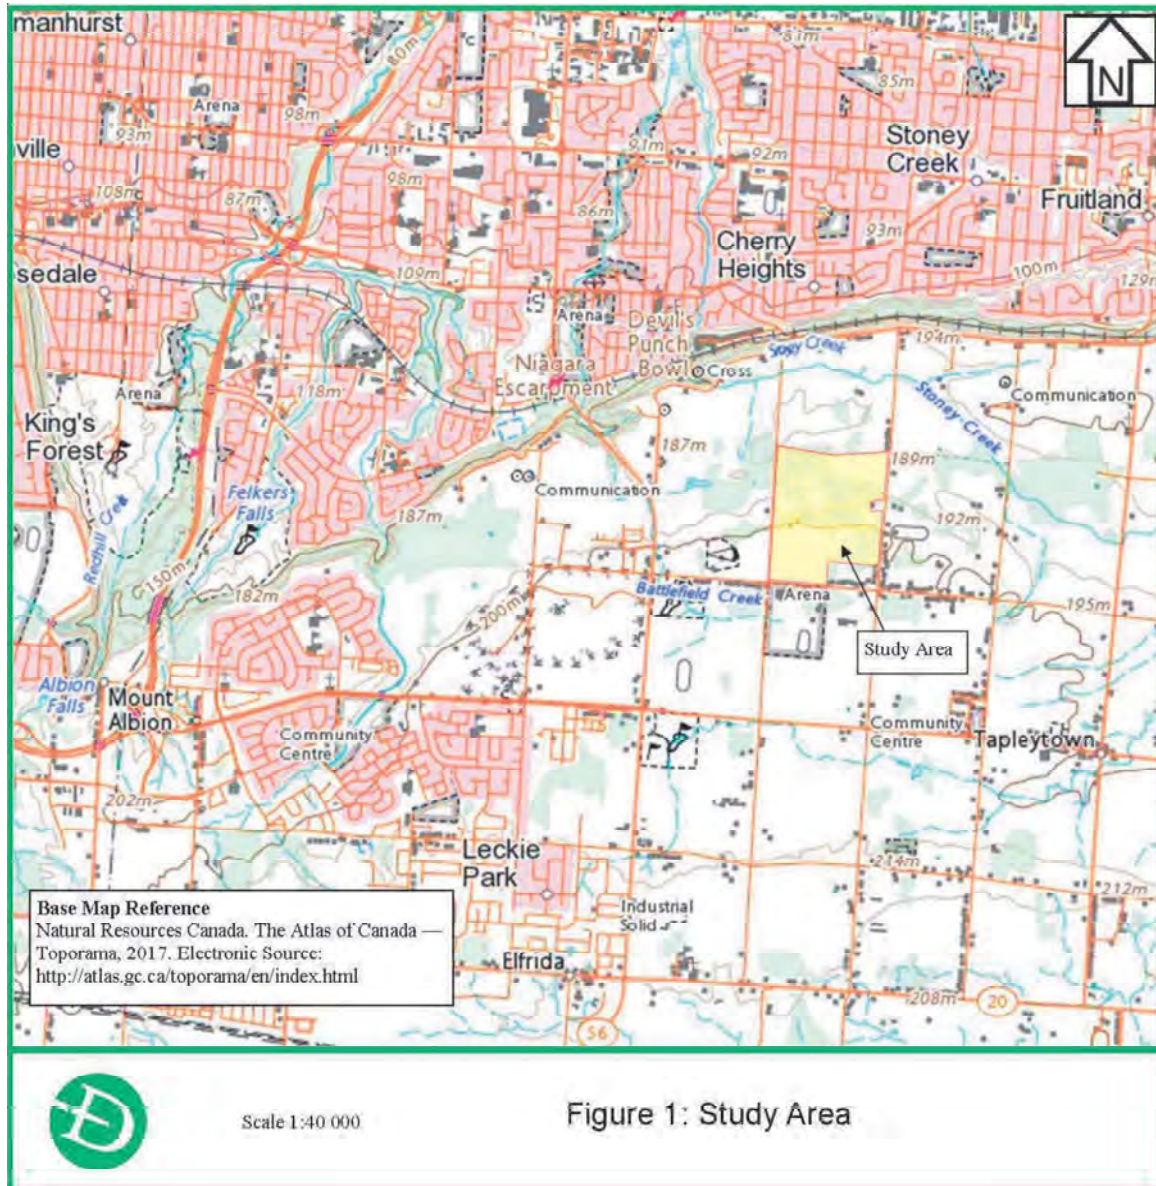 manhurst
80m
C
83m
N
85m
Arena
98m
93m
91m
92m
Stoney
Creek
ville
98m
108m
87m
86m
Fruitland
93m
Cherry
Heights
sedale
109m
100m
129m
S
Arena
Devil's
Punch
Bowl
194m
Niagara
Escarpment
Cross
Stoney Creek
118m
Arena
Communication
King's
Forest
187m
189m
Communication
Felkers
Falls
187m
192m
Redhill Creek
150m
182m
200m
Battlefield Creek
Arena
195m
Study Area
Albion
Falls
Mount
Albion
Community
Centre
Community
Centre
Tapleytown
202m
Leckie
Park
214m
212m
Base Map Reference
Natural Resources Canada. The Atlas of Canada —
Toporama, 2017. Electronic Source:
http://atlas.gc.ca/toporama/en/index.html
Industrial
Solid
Elfrida
208m
20
56
Scale 1:40 000
Figure 1: Study Area